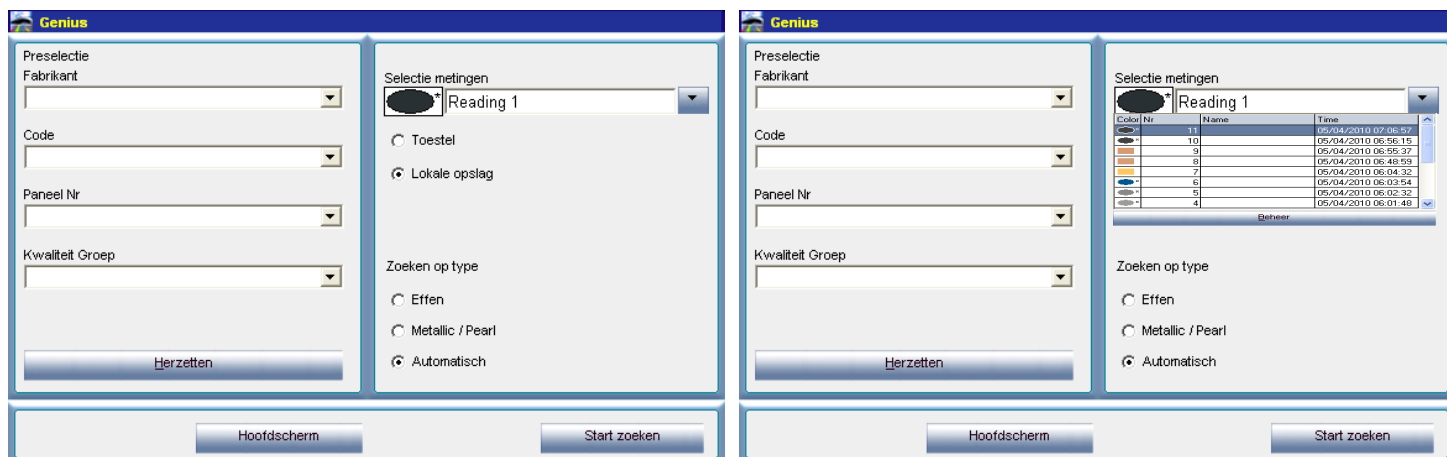 Genius
Preselectie
Fabrikant
Code
Paneel Nr
Kwaliteit Groep
Herzetten
Selectie metingen
* Reading 1
Toestel
Lokale opslag
Zoeken op type
Effen
Metallic / Pearl
Automatisch
Hoofdscherm
Start zoeken
Genius
Preselectie
Fabrikant
Code
Paneel Nr
Kwaliteit Groep
Herzetten
Selectie metingen
* Reading 1
Color Nr Name Time
* 11 05/04/2010 07:06:57
* 10 05/04/2010 06:56:15
9 05/04/2010 06:55:37
8 05/04/2010 06:48:59
7 05/04/2010 06:04:32
* 6 05/04/2010 06:03:54
* 5 05/04/2010 06:02:32
* 4 05/04/2010 06:01:48
Beheer
Zoeken op type
Effen
Metallic / Pearl
Automatisch
Hoofdscherm
Start zoeken